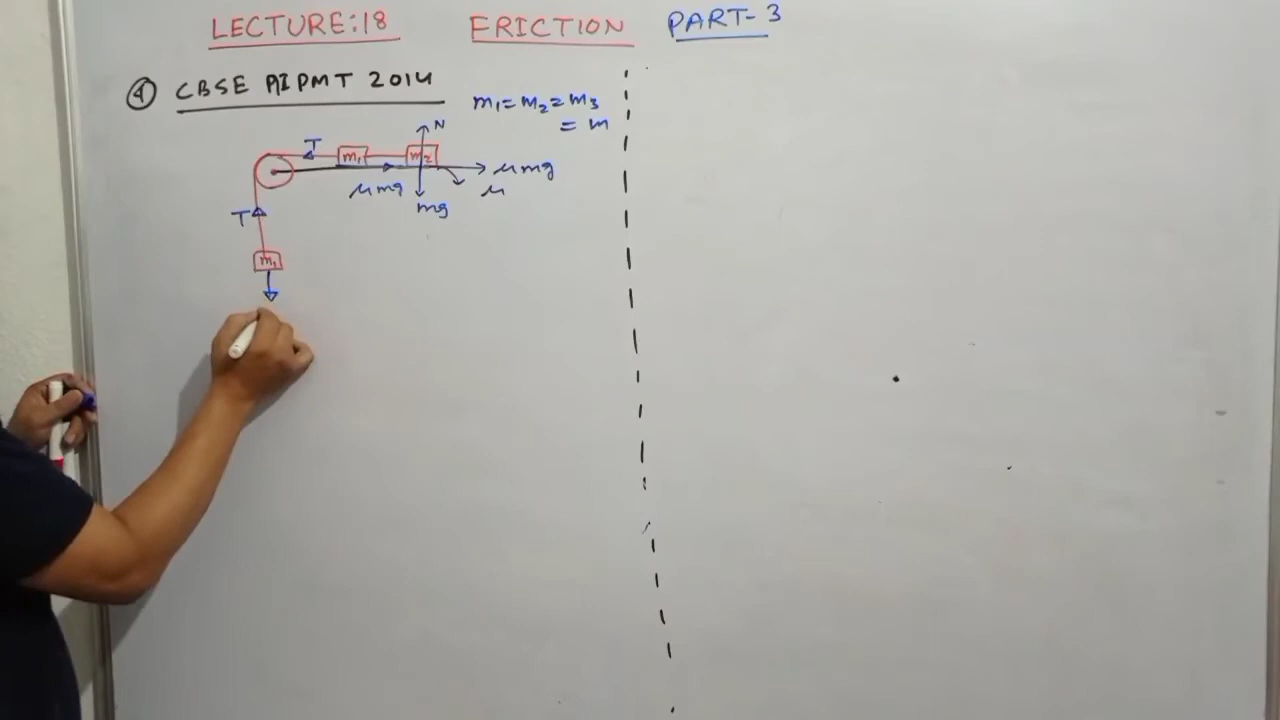 LECTURE:18 FRICTION PART-3
④ CBSE AIPMT 2014
m₁=m₂=m₃
=m
N
T m₁ m₂
μmg
μmg μ
mg
T
m₁